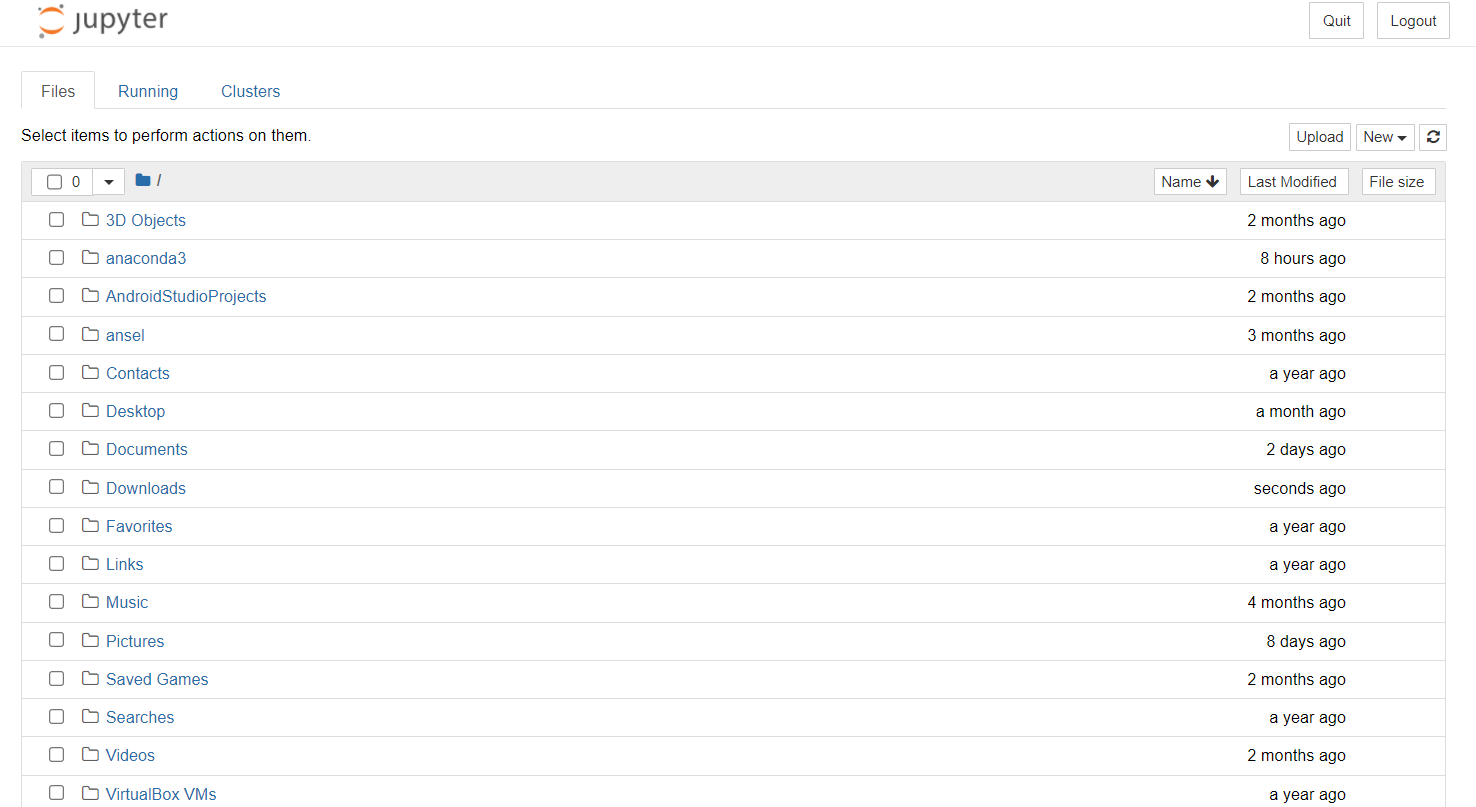 jupyter Quit Logout
Files Running Clusters
Select items to perform actions on them. Upload New
0 / Name Last Modified File size
3D Objects 2 months ago
anaconda3 8 hours ago
AndroidStudioProjects 2 months ago
ansel 3 months ago
Contacts a year ago
Desktop a month ago
Documents 2 days ago
Downloads seconds ago
Favorites a year ago
Links a year ago
Music 4 months ago
Pictures 8 days ago
Saved Games 2 months ago
Searches a year ago
Videos 2 months ago
VirtualBox VMs a year ago